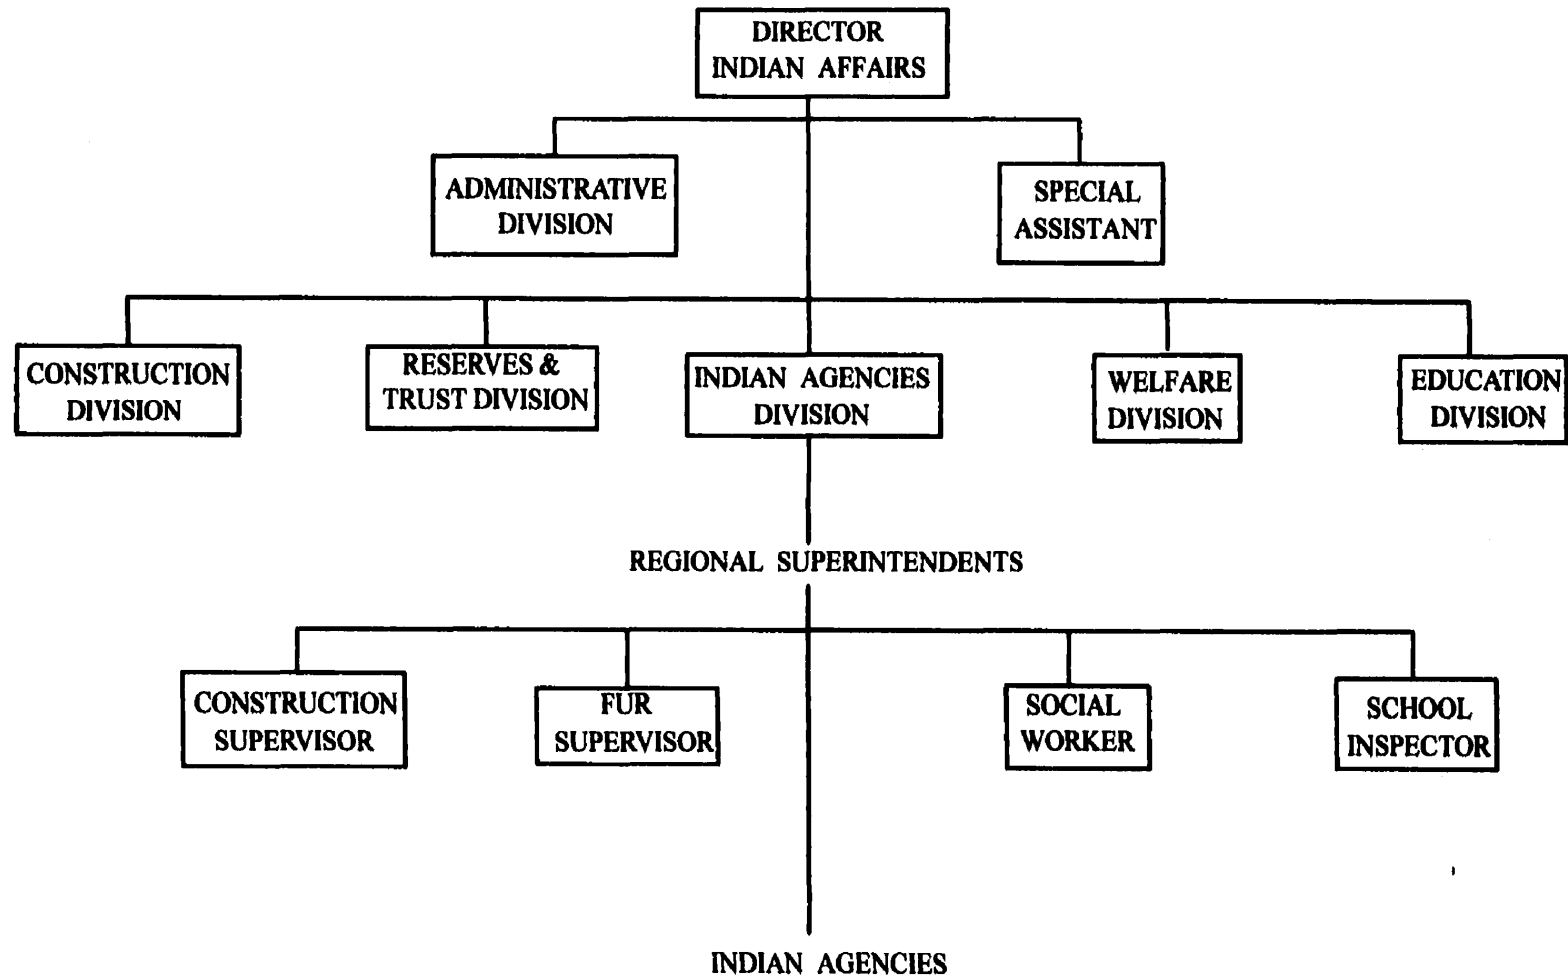 DIRECTOR
INDIAN AFFAIRS
ADMINISTRATIVE
DIVISION
SPECIAL
ASSISTANT
CONSTRUCTION
DIVISION
RESERVES &
TRUST DIVISION
INDIAN AGENCIES
DIVISION
WELFARE
DIVISION
EDUCATION
DIVISION
REGIONAL SUPERINTENDENTS
CONSTRUCTION
SUPERVISOR
FUR
SUPERVISOR
SOCIAL
WORKER
SCHOOL
INSPECTOR
INDIAN AGENCIES